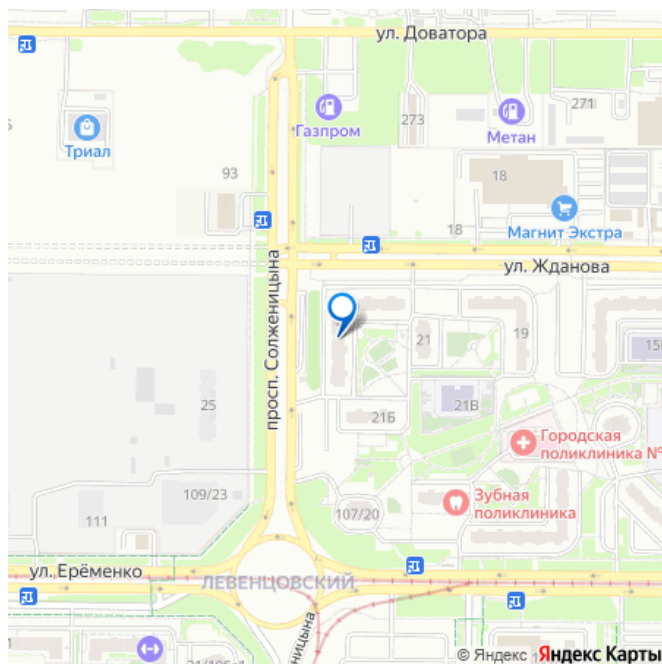 ул. Доватора
271
Газпром
273
Метан
Триал
93
18
18
Магнит Экстра
ул. Жданова
просп. Солженицына
19
21
25
21Б
21В
Городская
поликлиника №
109/23
Зубная
поликлиника
111
107/20
ул. Ерёменко
ЛЕВЕНЦОВСКИЙ
© Яндекс Яндекс Карты